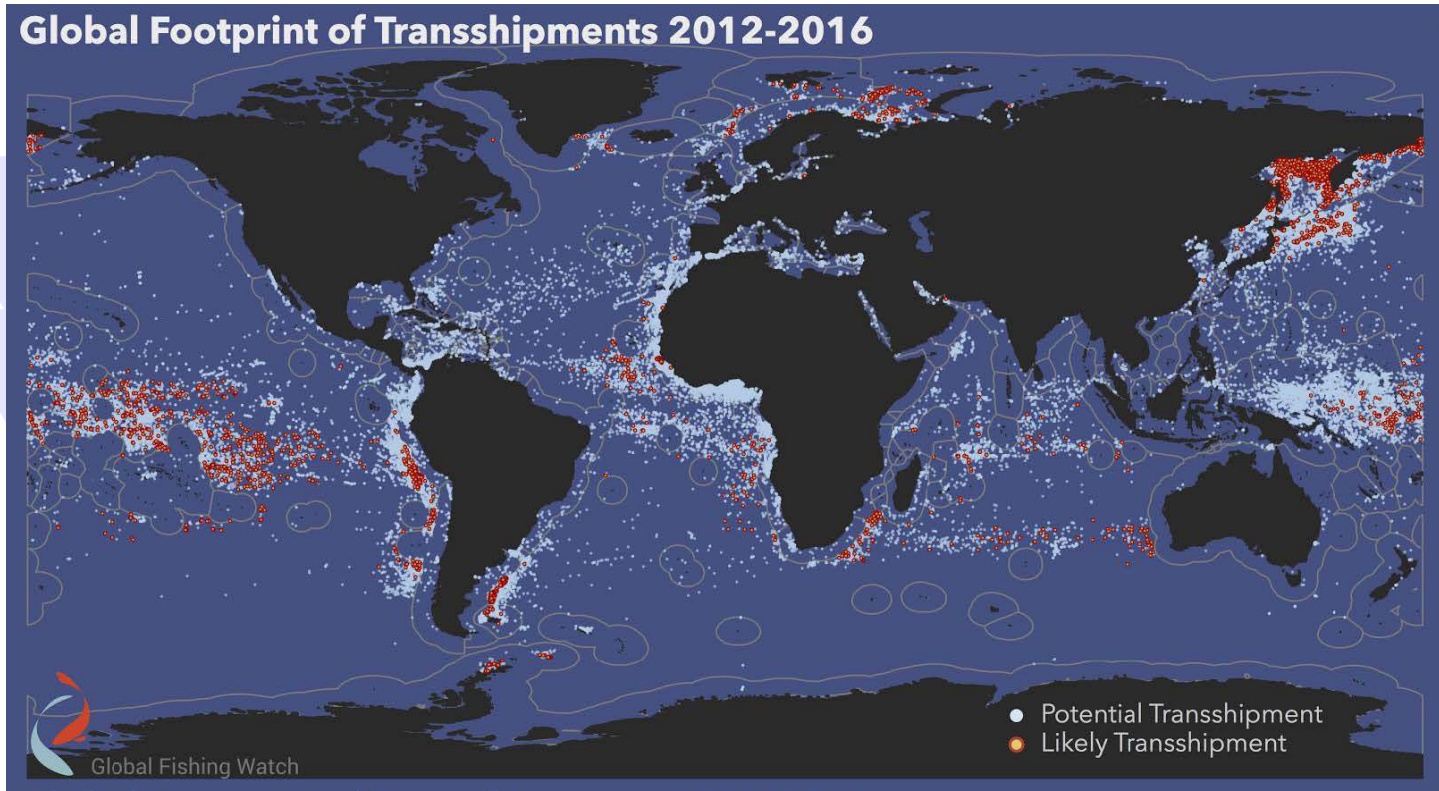 Global Footprint of Transshipments 2012-2016
Potential Transshipment
Likely Transshipment
Global Fishing Watch